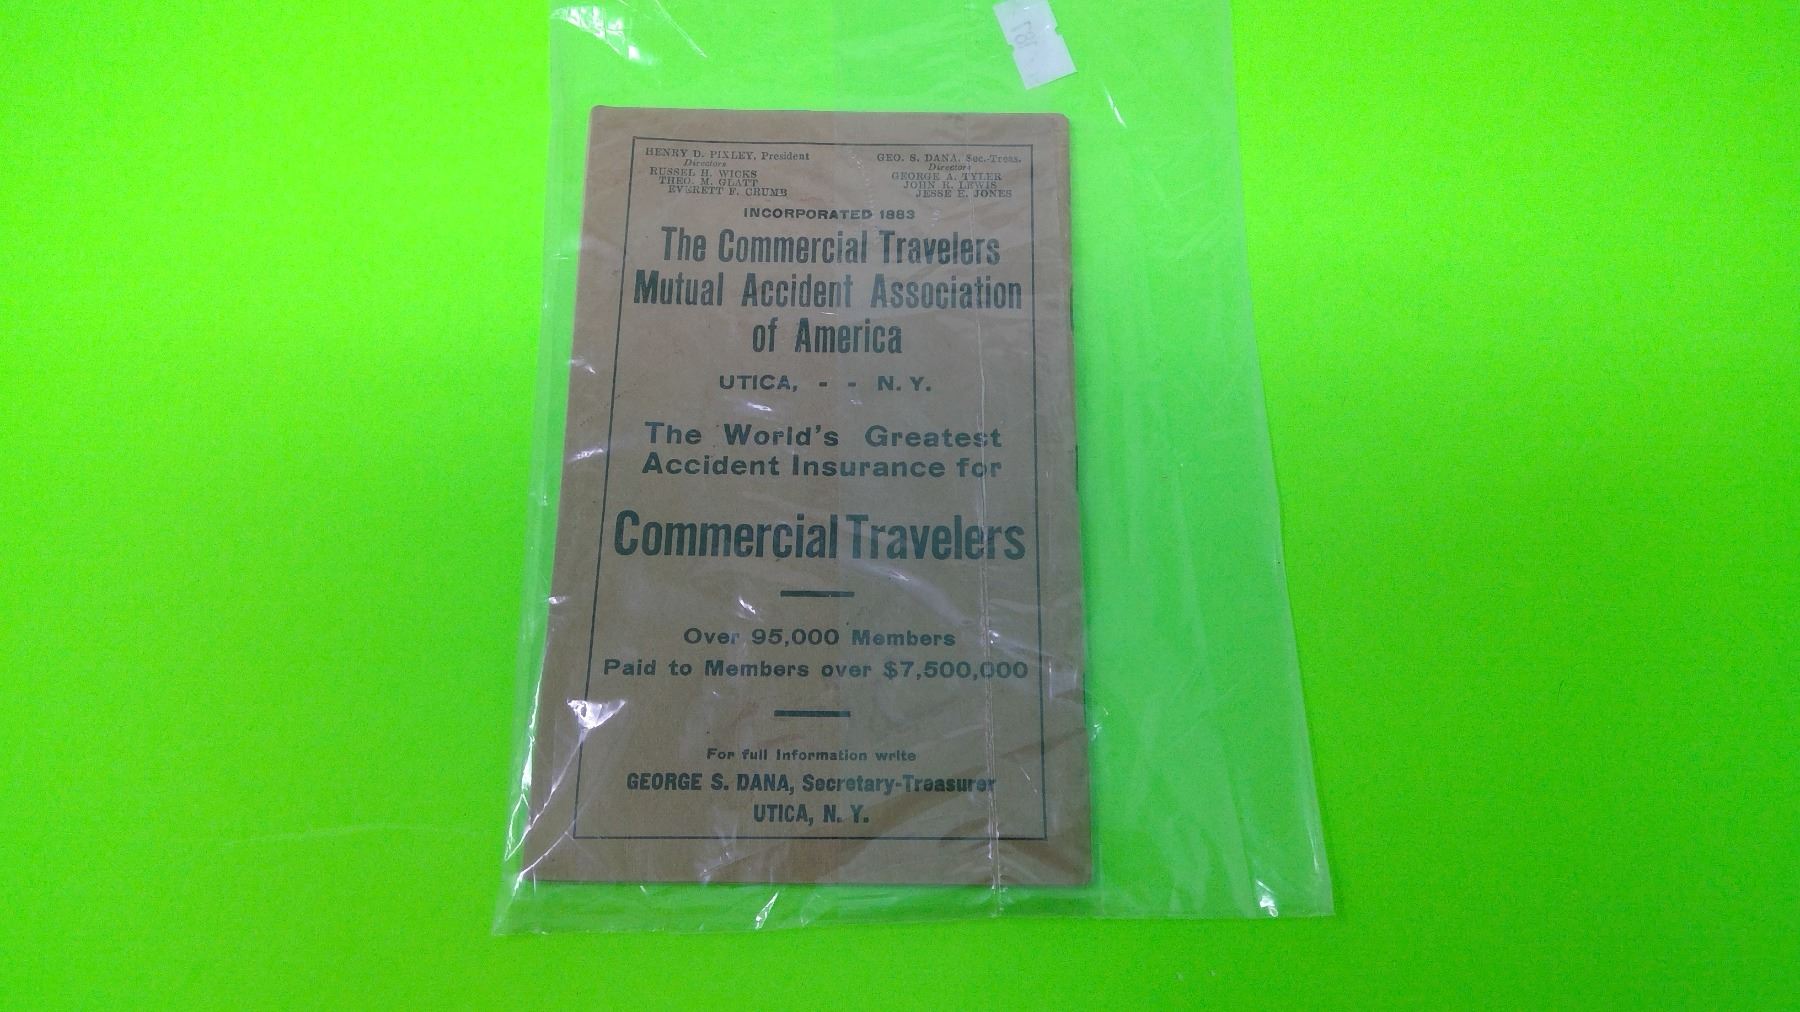 HENRY D. PIXLEY, President
Directors
RUSSEL H. WICKS
THEO. M. GLATT
EVERETT F. CRUMB
GEO. S. DANA, Sec.-Treas.
Directors
GEORGE A. TYLER
JOHN R. LEWIS
JESSE E. JONES
INCORPORATED 1883
The Commercial Travelers
Mutual Accident Association
of America
UTICA, - - N. Y.
The World's Greatest
Accident Insurance for
Commercial Travelers
Over 95,000 Members
Paid to Members over $7,500,000
For full information write
GEORGE S. DANA, Secretary-Treasurer
UTICA, N. Y.